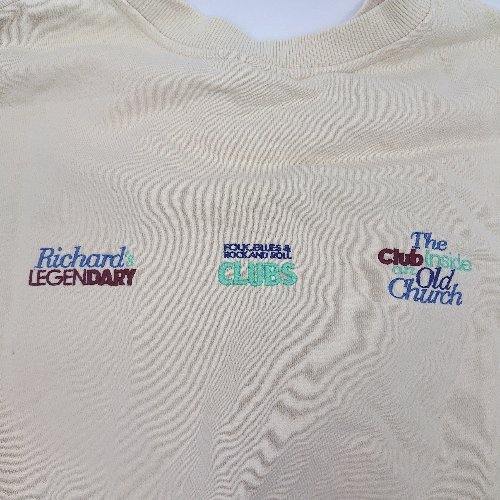 Richard's
LEGENDARY
FOLK, BLUES &
ROCK AND ROLL
CLUBS
The
Club Inside
an Old
Church